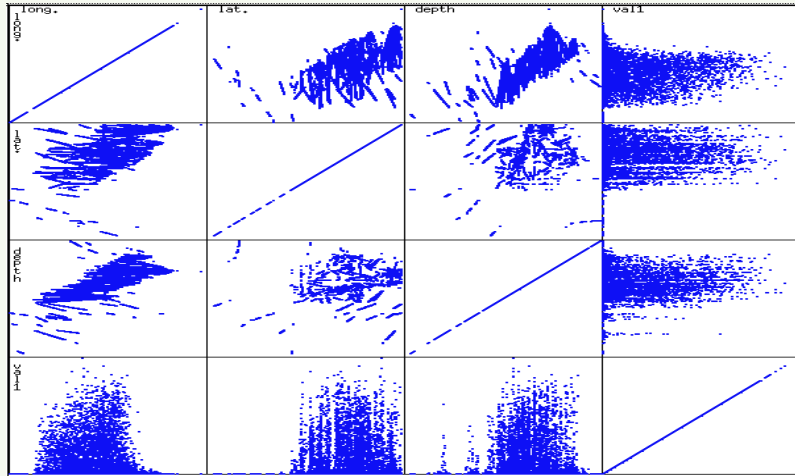 long.
lat.
depth
val1
long.
lat.
depth
val1